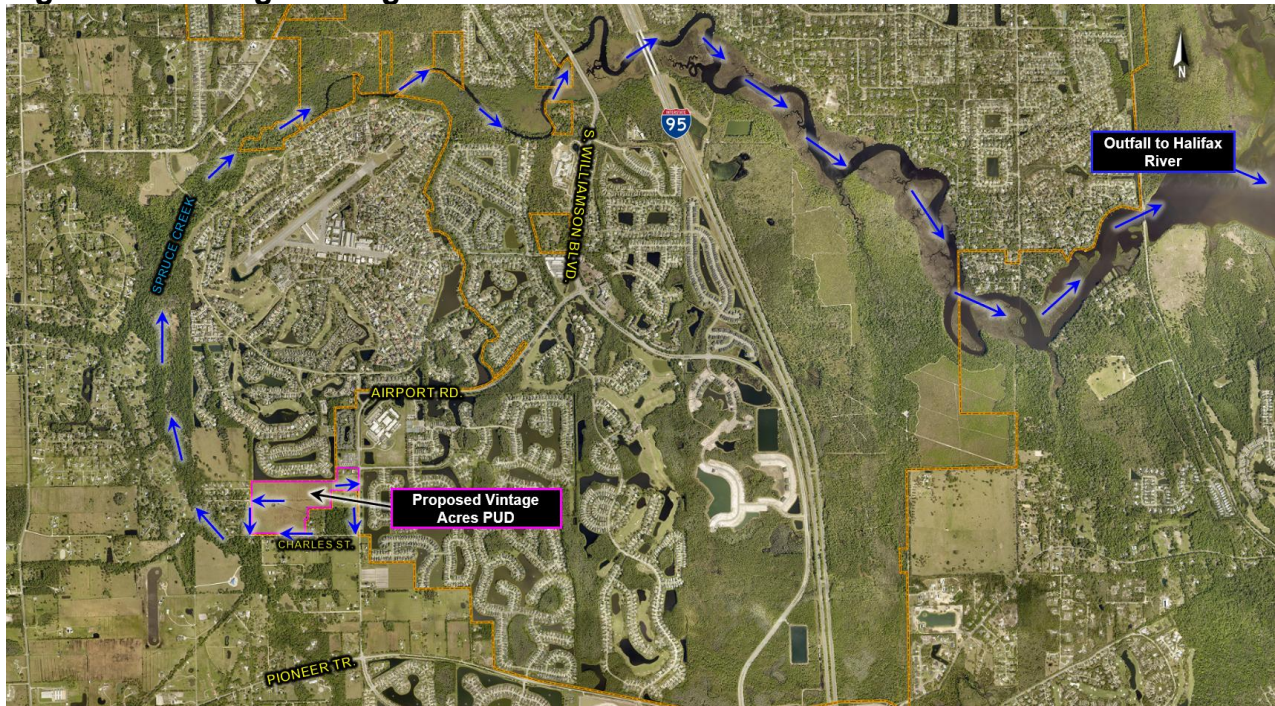 N
INTERSTATE
95
Outfall to Halifax
River
S. WILLIAMSON BLVD.
SPRUCE CREEK
AIRPORT RD.
Proposed Vintage
Acres PUD
CHARLES ST.
PIONEER TR.